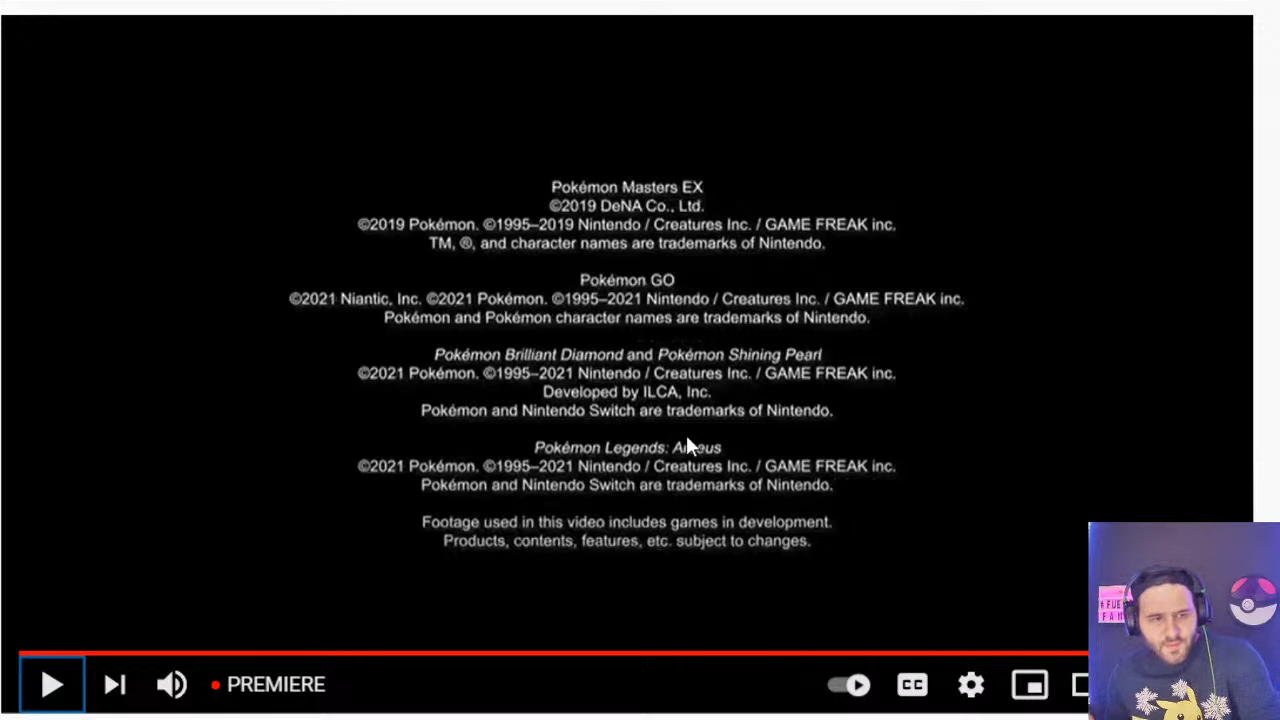 Pokémon Masters EX
©2019 DeNA Co., Ltd.
©2019 Pokémon. ©1995–2019 Nintendo / Creatures Inc. / GAME FREAK inc.
TM, ®, and character names are trademarks of Nintendo.
Pokémon GO
©2021 Niantic, Inc. ©2021 Pokémon. ©1995–2021 Nintendo / Creatures Inc. / GAME FREAK inc.
Pokémon and Pokémon character names are trademarks of Nintendo.
Pokémon Brilliant Diamond and Pokémon Shining Pearl
©2021 Pokémon. ©1995–2021 Nintendo / Creatures Inc. / GAME FREAK inc.
Developed by ILCA, Inc.
Pokémon and Nintendo Switch are trademarks of Nintendo.
Pokémon Legends:
©2021 Pokémon. ©1995–2021 Nintendo / Creatures Inc. / GAME FREAK inc.
Pokémon and Nintendo Switch are trademarks of Nintendo.
Footage used in this video includes games in development.
Products, contents, features, etc. subject to changes.
PREMIERE
CC